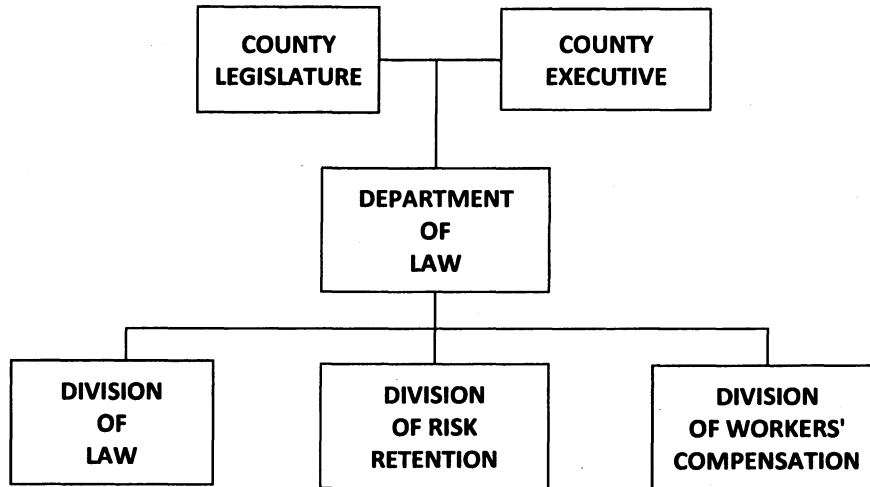 COUNTY
LEGISLATURE
COUNTY
EXECUTIVE
DEPARTMENT
OF
LAW
DIVISION
OF
LAW
DIVISION
OF RISK
RETENTION
DIVISION
OF WORKERS'
COMPENSATION